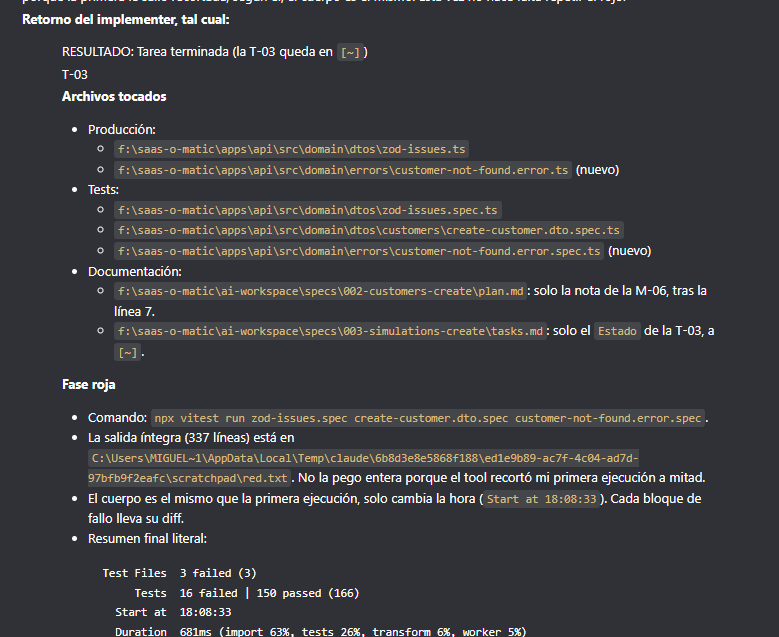 Retorno del implementer, tal cual:
RESULTADO: Tarea terminada (la T-03 queda en [~])
T-03
Archivos tocados
• Producción:
○ f:\saas-o-matic\apps\api\src\domain\dtos\zod-issues.ts
○ f:\saas-o-matic\apps\api\src\domain\errors\customer-not-found.error.ts (nuevo)
• Tests:
○ f:\saas-o-matic\apps\api\src\domain\dtos\zod-issues.spec.ts
○ f:\saas-o-matic\apps\api\src\domain\dtos\customers\create-customer.dto.spec.ts
○ f:\saas-o-matic\apps\api\src\domain\errors\customer-not-found.error.spec.ts (nuevo)
• Documentación:
○ f:\saas-o-matic\ai-workspace\specs\002-customers-create\plan.md: solo la nota de la M-06, tras la
línea 7.
○ f:\saas-o-matic\ai-workspace\specs\003-simulations-create\tasks.md: solo el Estado de la T-03, a
[~].
Fase roja
• Comando: npx vitest run zod-issues.spec create-customer.dto.spec customer-not-found.error.spec.
• La salida íntegra (337 líneas) está en
C:\Users\MIGUEL~1\AppData\Local\Temp\claude\6b8d3e8e5868f188\ed1e9b89-ac7f-4c04-ad7d-
97bfb9f2eafc\scratchpad\red.txt. No la pego entera porque el tool recortó mi primera ejecución a mitad.
• El cuerpo es el mismo que la primera ejecución, solo cambia la hora (Start at 18:08:33). Cada bloque de
fallo lleva su diff.
• Resumen final literal:
Test Files 3 failed (3)
Tests 16 failed | 150 passed (166)
Start at 18:08:33
Duration 681ms (import 63%, tests 26%, transform 6%, worker 5%)